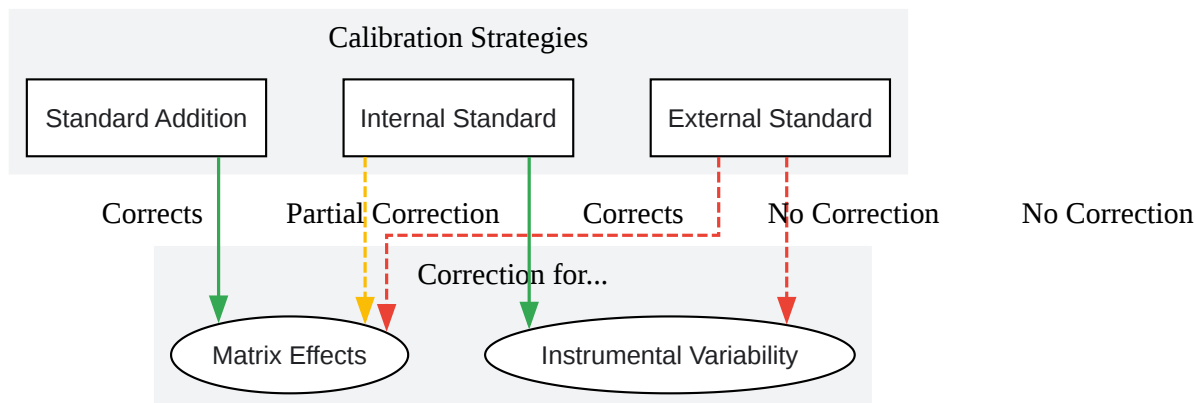 Calibration Strategies
Standard Addition
Internal Standard
External Standard
Corrects
Partial Correction
Corrects
No Correction
No Correction
Correction for...
Matrix Effects
Instrumental Variability